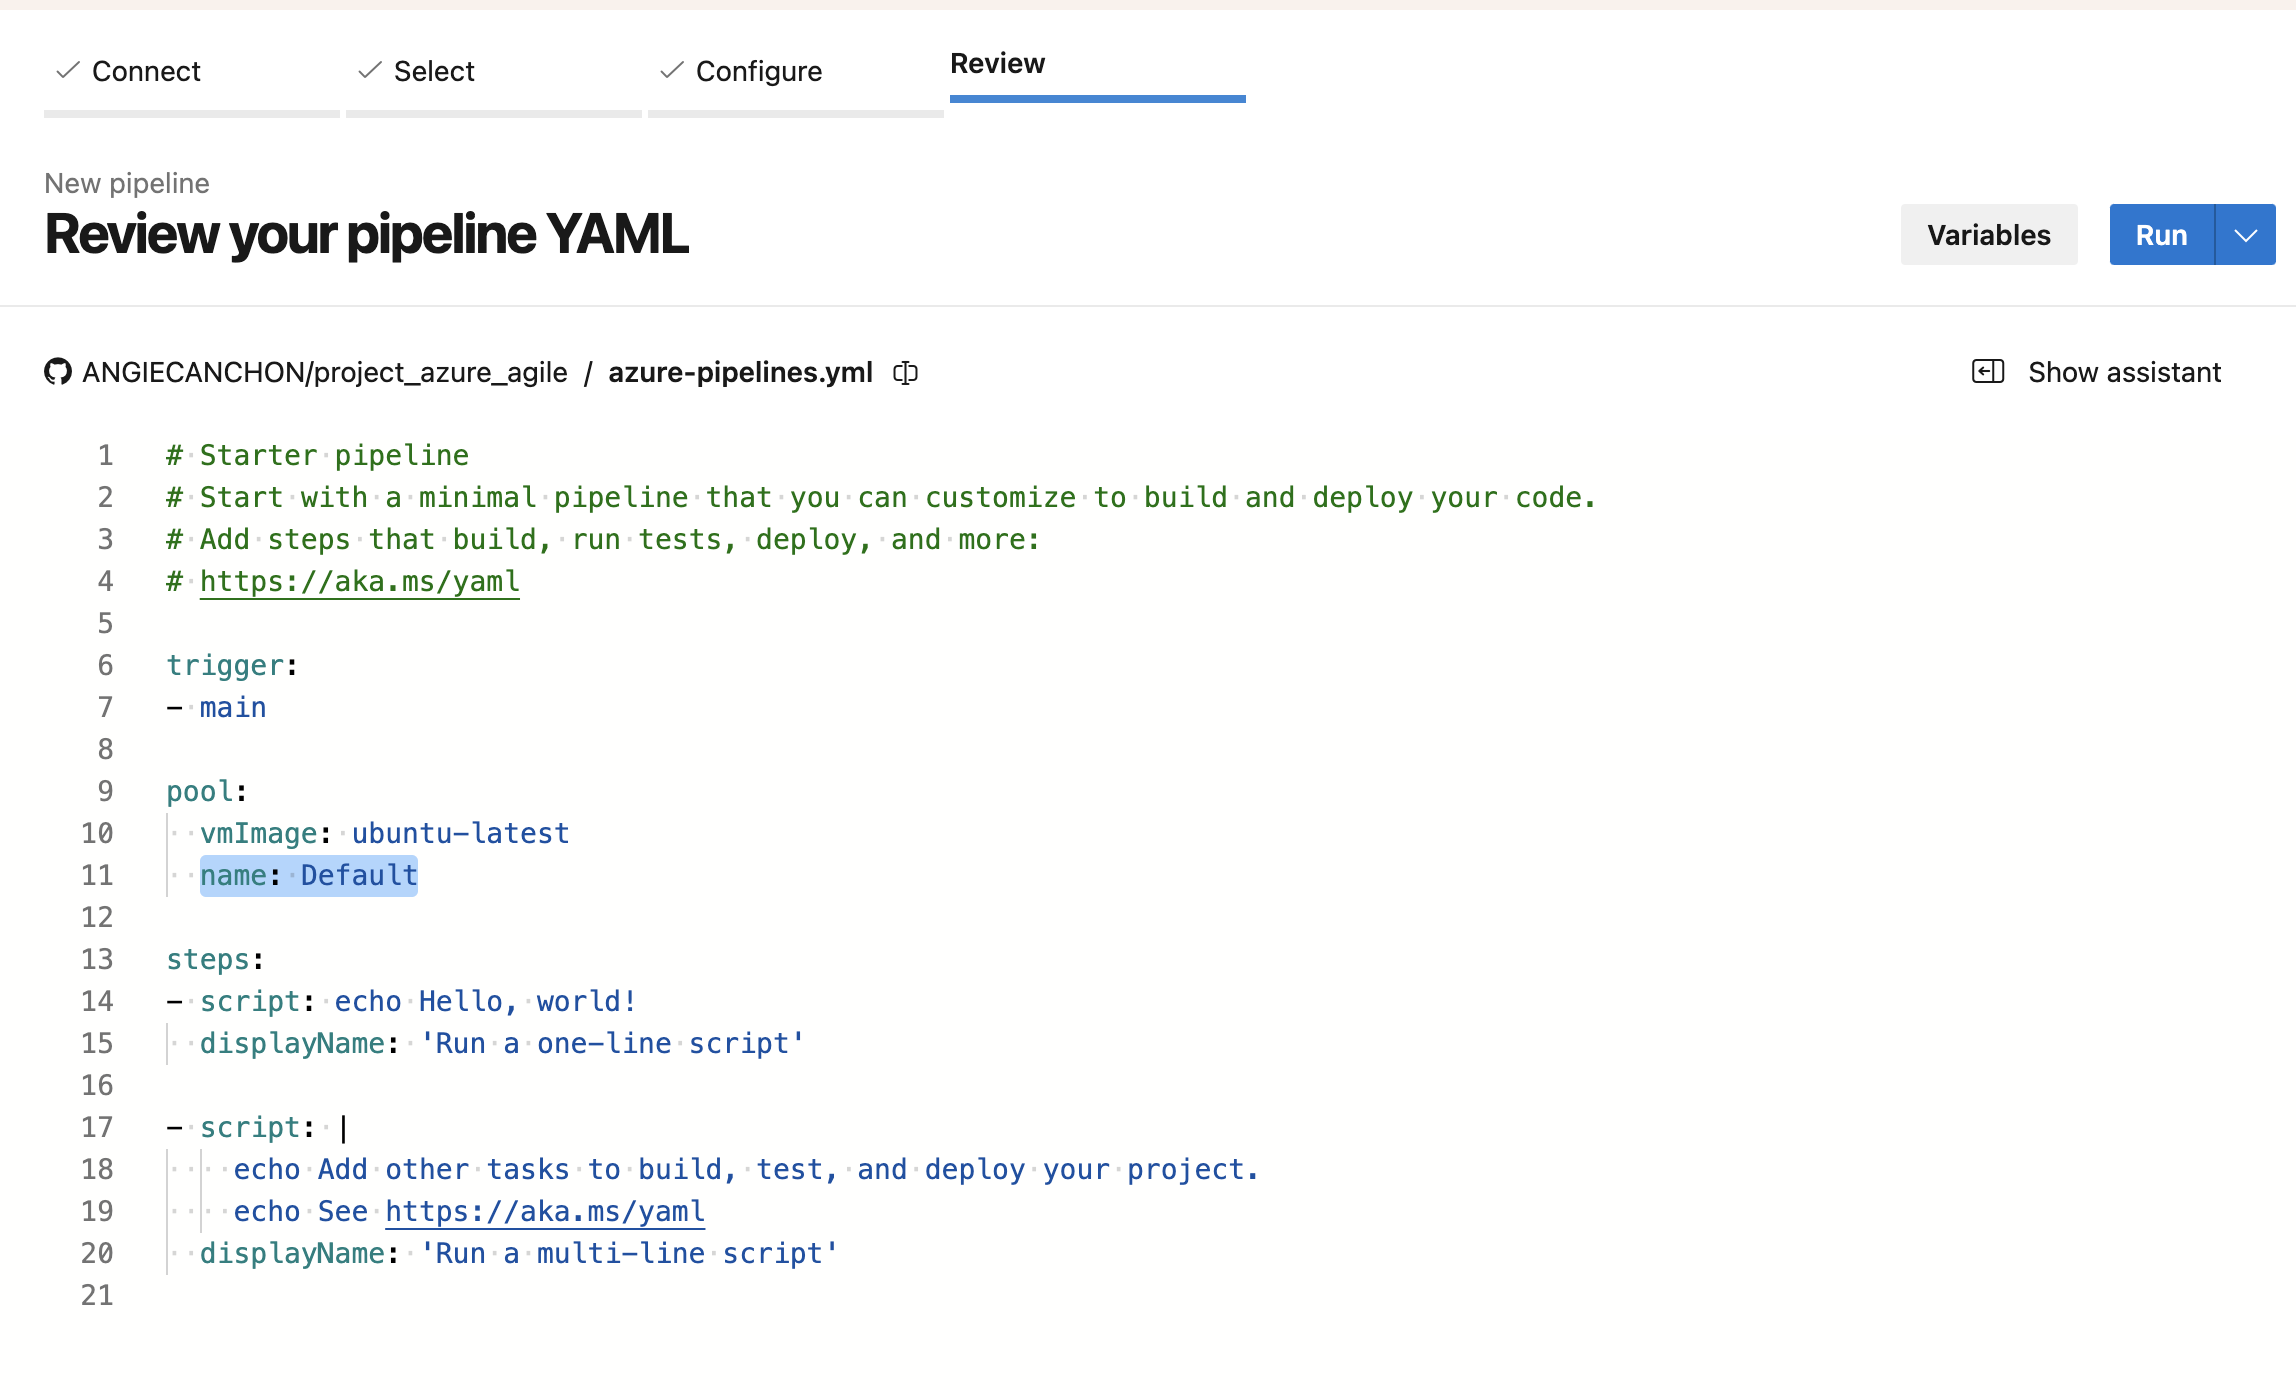 Connect
Select
Configure
Review
New pipeline
Review your pipeline YAML
Variables
Run
ANGIECANCHON/project_azure_agile / azure-pipelines.yml
Show assistant
1 # Starter pipeline
2 # Start with a minimal pipeline that you can customize to build and deploy your code.
3 # Add steps that build, run tests, deploy, and more:
4 # https://aka.ms/yaml
5
6 trigger:
7 - main
8
9 pool:
10   vmImage: ubuntu-latest
11   name: Default
12
13 steps:
14 - script: echo Hello, world!
15   displayName: 'Run a one-line script'
16
17 - script: |
18     echo Add other tasks to build, test, and deploy your project.
19     echo See https://aka.ms/yaml
20   displayName: 'Run a multi-line script'
21